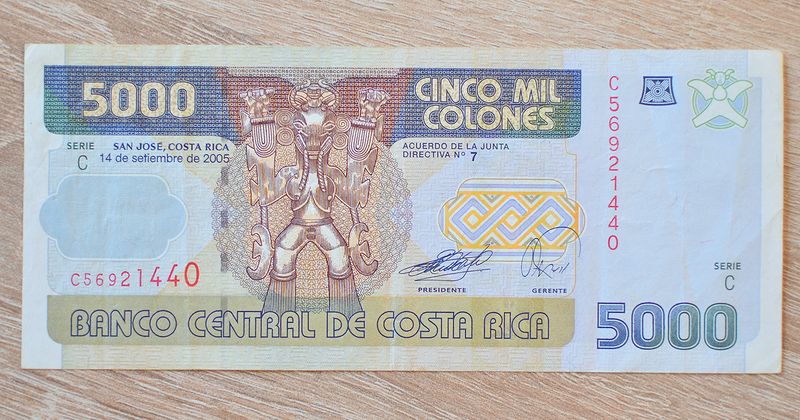 5000
CINCO MIL
COLONES
SERIE
C
SAN JOSÉ, COSTA RICA
14 de setiembre de 2005
ACUERDO DE LA JUNTA
DIRECTIVA Nº 7
C56921440
C56921440
PRESIDENTE
GERENTE
SERIE
C
BANCO CENTRAL DE COSTA RICA
5000